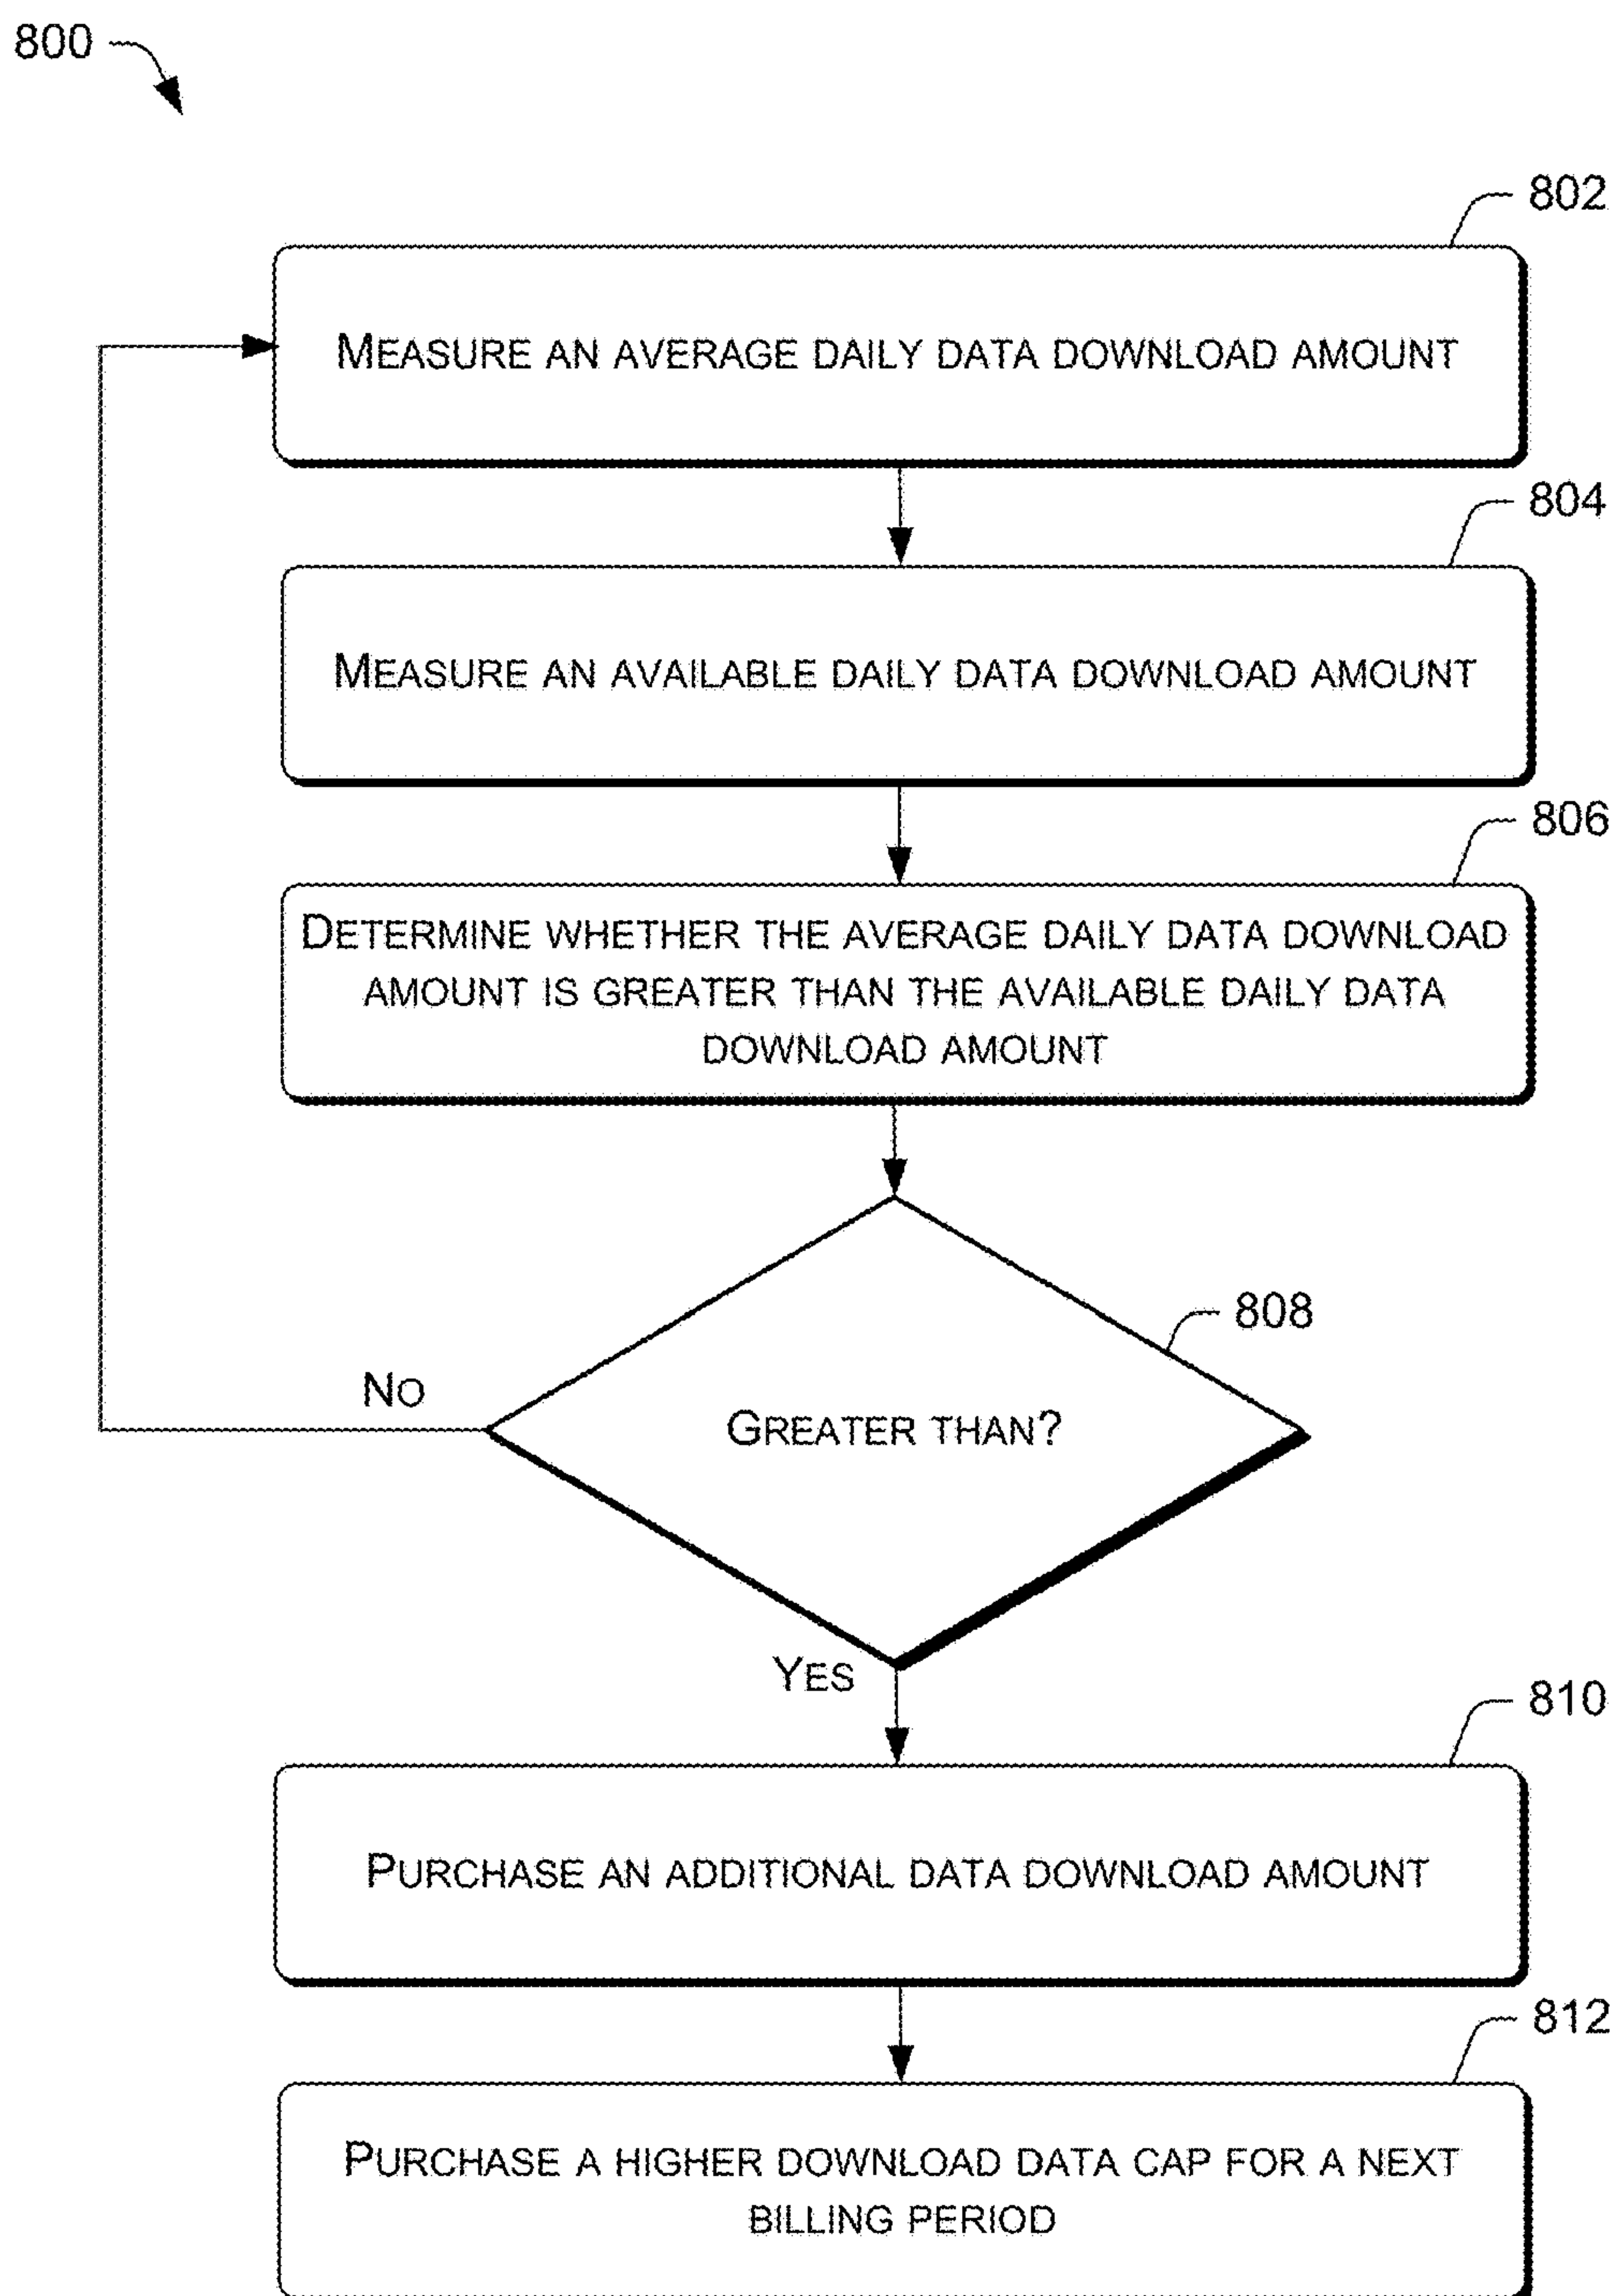 800
802
MEASURE AN AVERAGE DAILY DATA DOWNLOAD AMOUNT
804
MEASURE AN AVAILABLE DAILY DATA DOWNLOAD AMOUNT
806
DETERMINE WHETHER THE AVERAGE DAILY DATA DOWNLOAD
AMOUNT IS GREATER THAN THE AVAILABLE DAILY DATA
DOWNLOAD AMOUNT
808
NO
GREATER THAN?
YES
810
PURCHASE AN ADDITIONAL DATA DOWNLOAD AMOUNT
812
PURCHASE A HIGHER DOWNLOAD DATA CAP FOR A NEXT
BILLING PERIOD